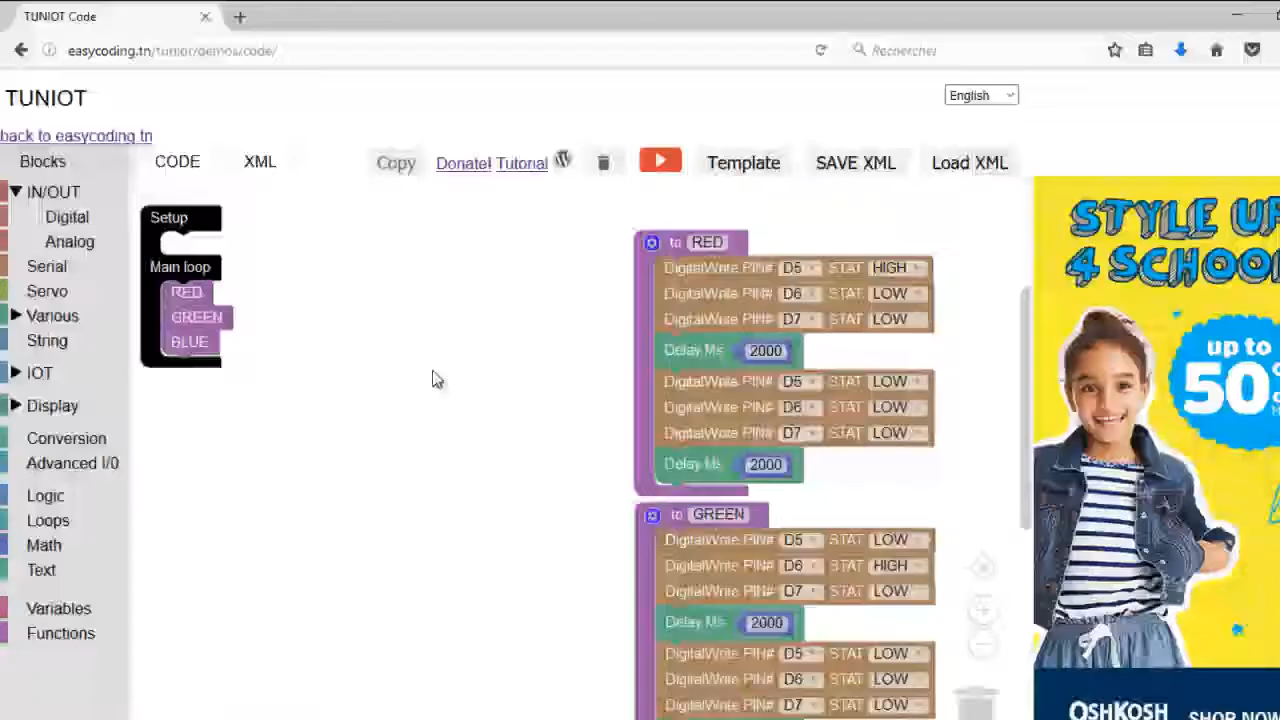 TUNIOT Code
easycoding.tn/tuniot/demos/code/
Rechercher
TUNIOT
English
back to easycoding tn
Blocks
CODE
XML
Copy
Donate! Tutorial
Template
SAVE XML
Load XML
IN/OUT
Digital
Analog
Serial
Servo
Various
String
IOT
Display
Conversion
Advanced I/0
Logic
Loops
Math
Text
Variables
Functions
Setup
Main loop
RED
GREEN
BLUE
to RED
DigitalWrite PIN# D5 STAT HIGH
DigitalWrite PIN# D6 STAT LOW
DigitalWrite PIN# D7 STAT LOW
Delay Ms 2000
DigitalWrite PIN# D5 STAT LOW
DigitalWrite PIN# D6 STAT LOW
DigitalWrite PIN# D7 STAT LOW
Delay Ms 2000
to GREEN
DigitalWrite PIN# D5 STAT LOW
DigitalWrite PIN# D6 STAT HIGH
DigitalWrite PIN# D7 STAT LOW
Delay Ms 2000
DigitalWrite PIN# D5 STAT LOW
DigitalWrite PIN# D6 STAT LOW
DigitalWrite PIN# D7 STAT LOW
STYLE UP
4 SCHOO
up to
50
OSHKOSH SHOP NOW